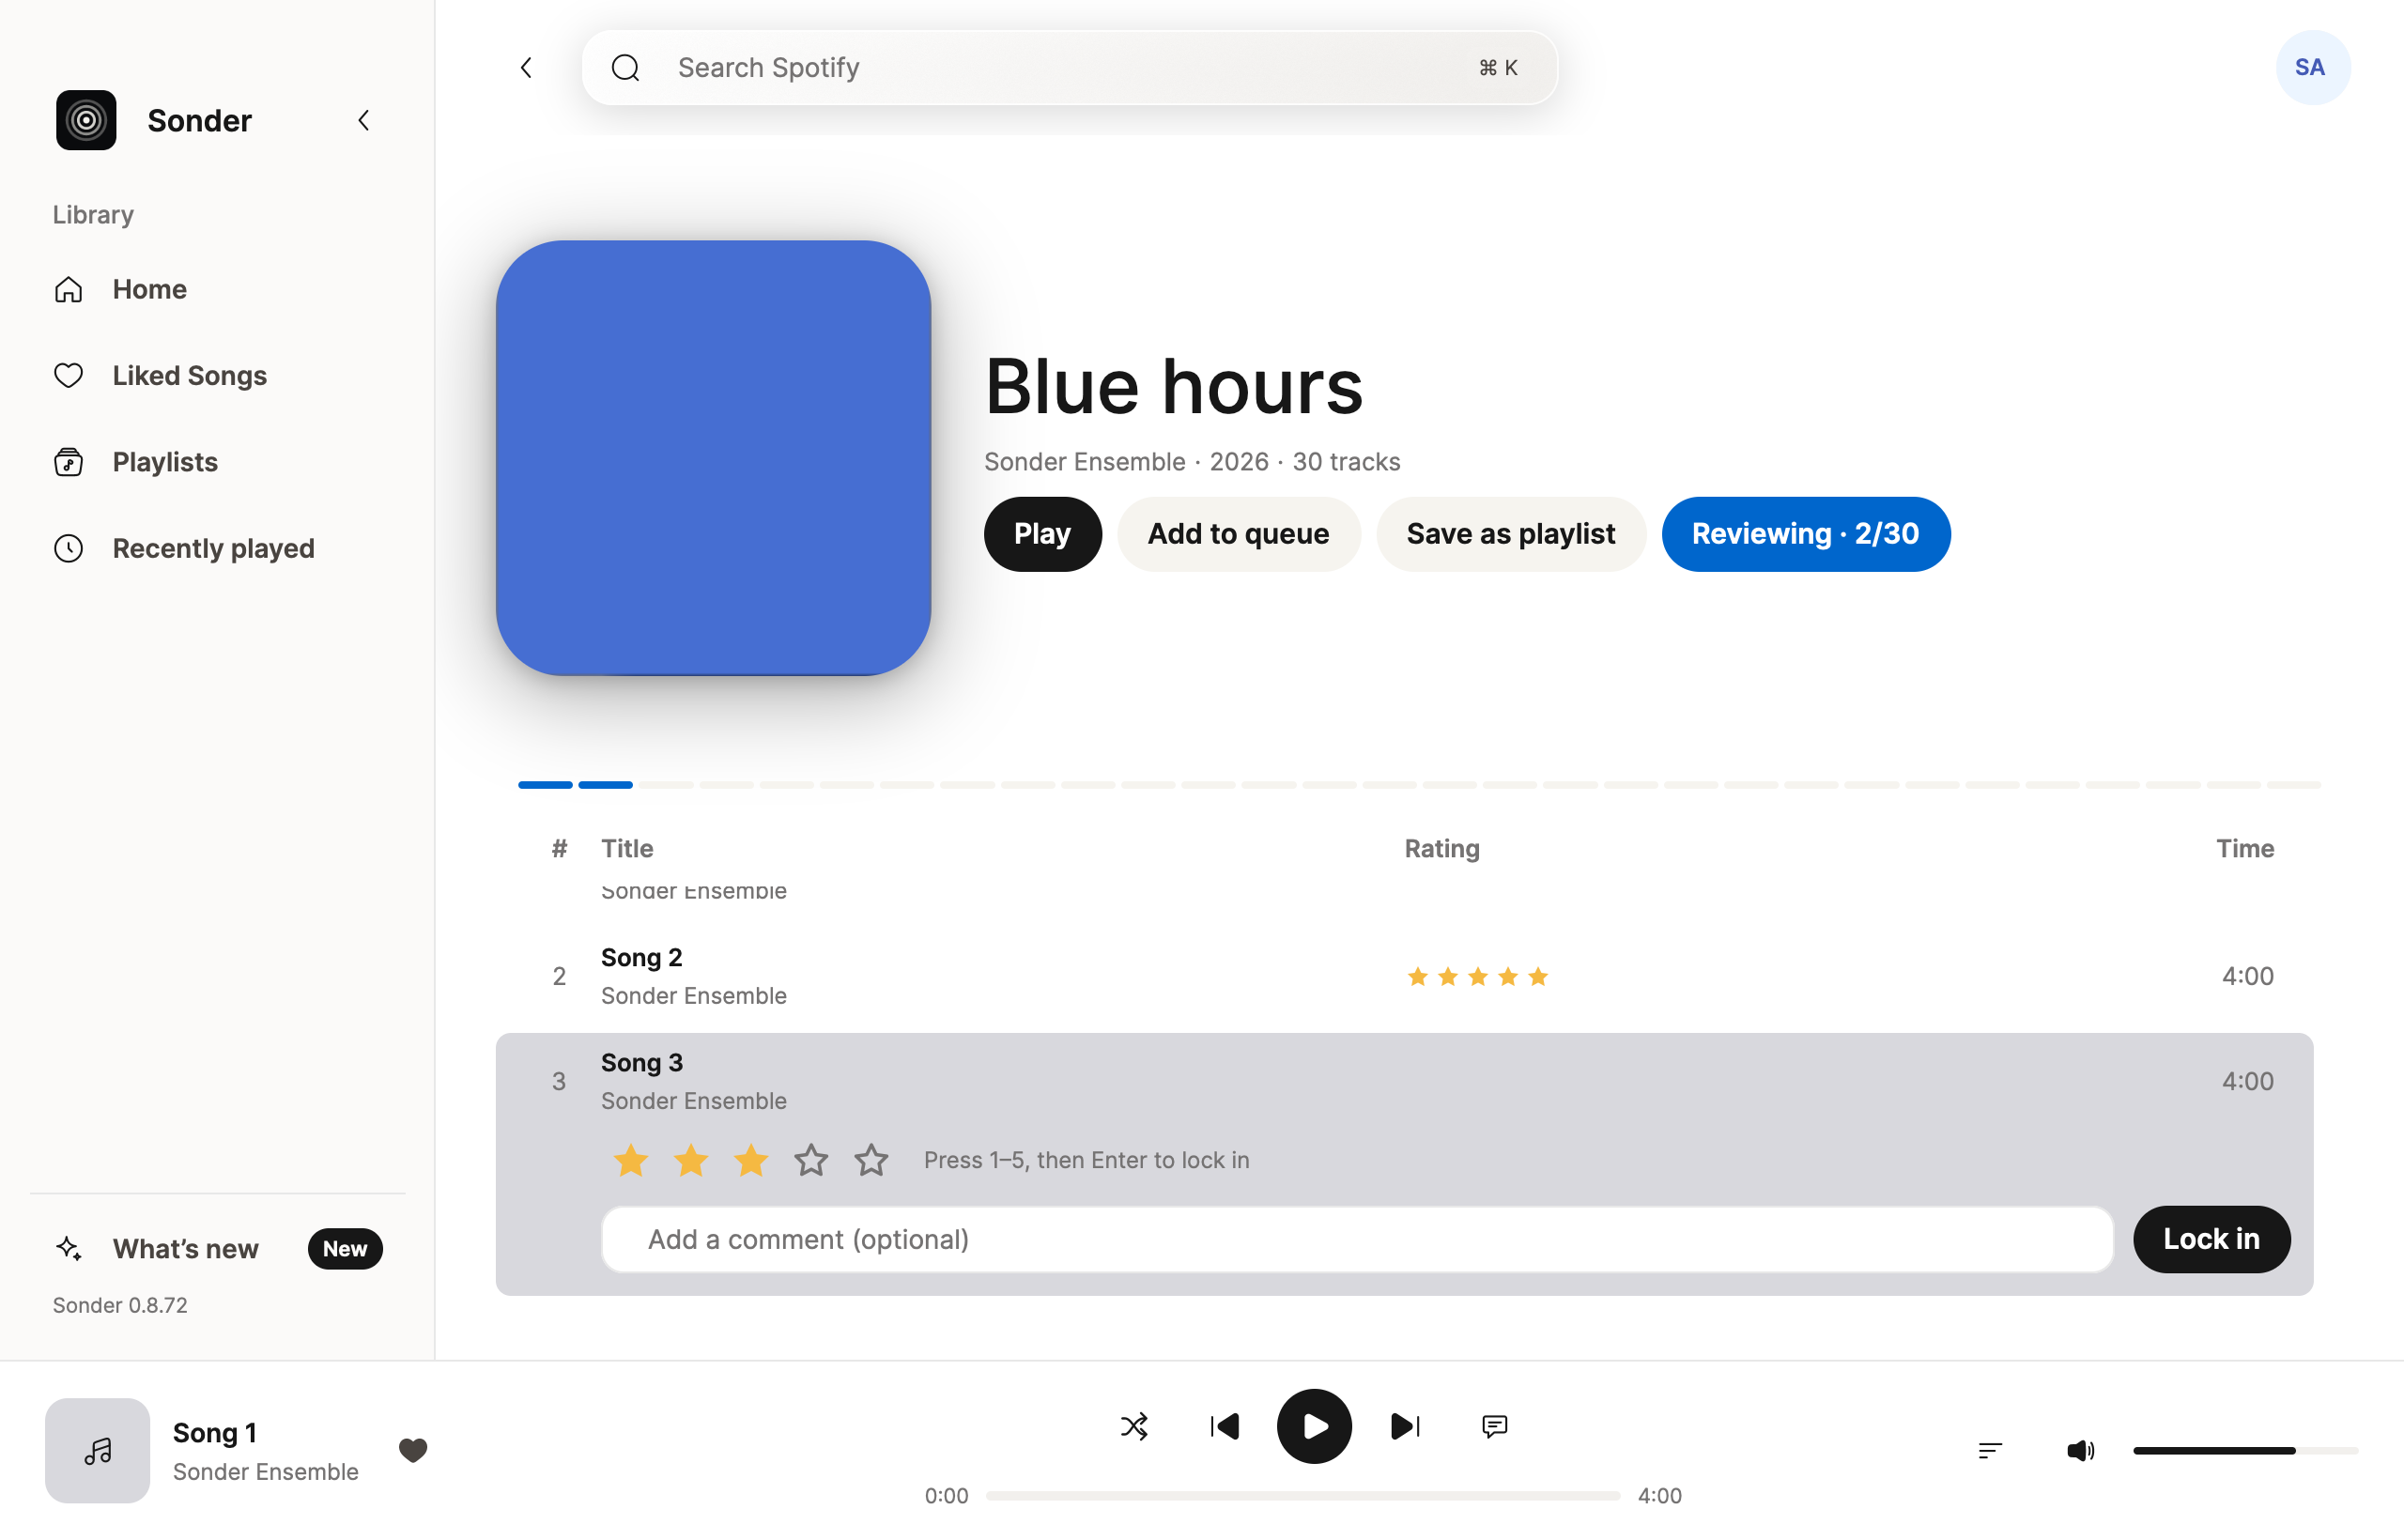 Sonder
Library
Home
Liked Songs
Playlists
Recently played
What’s new
New
Sonder 0.8.72
Search Spotify
⌘ K
SA
Blue hours
Sonder Ensemble · 2026 · 30 tracks
Play
Add to queue
Save as playlist
Reviewing · 2/30
# Title Rating Time
Sonder Ensemble
2 Song 2 4:00
Sonder Ensemble
3 Song 3 4:00
Sonder Ensemble
Press 1–5, then Enter to lock in
Add a comment (optional)
Lock in
Song 1
Sonder Ensemble
0:00
4:00